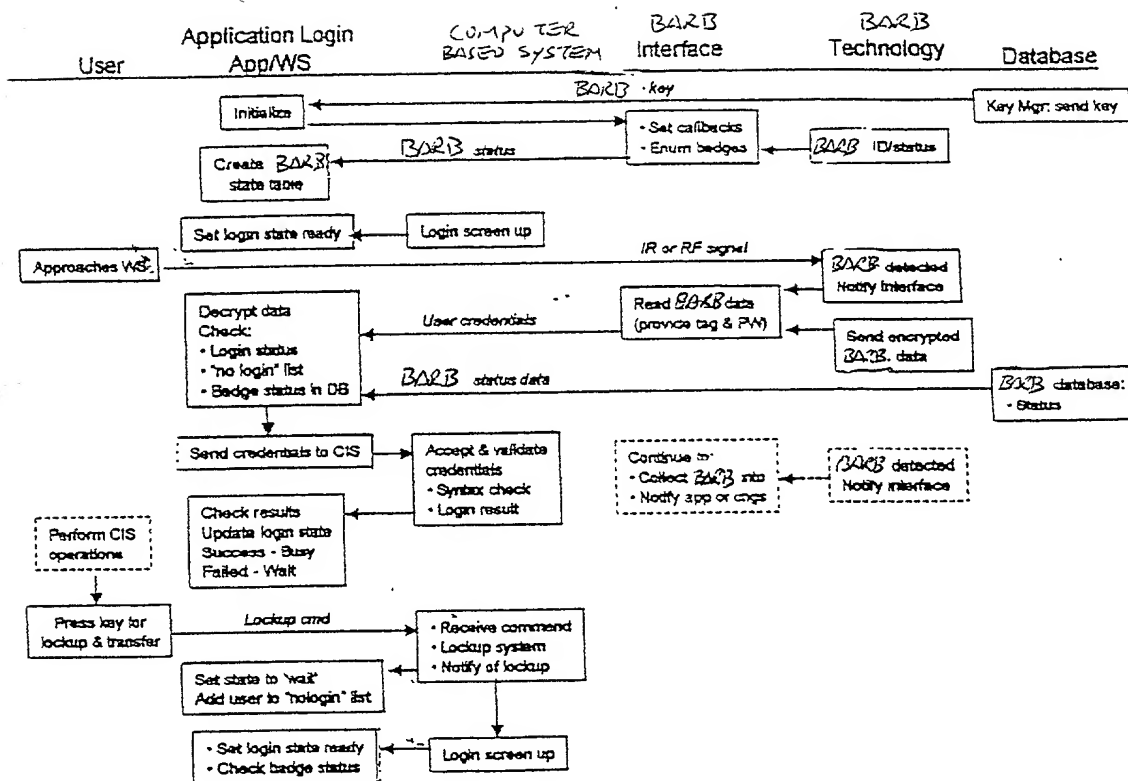 User
Application Login
App/WS
COMPUTER
BASED SYSTEM
BARB
Interface
BARB
Technology
Database
BARB · key
Key Mgr: send key
Initialize
• Set callbacks
• Enum badges
BARB ID/status
BARB status
Create BARB
state table
Set login state ready
Login screen up
Approaches WS
IR or RF signal
BARB detected
Notify Interface
Decrypt data
Check:
• Login status
• "no login" list
• Badge status in DB
User credentials
Read BARB data
(provide tag & PW)
Send encrypted
BARB. data
BARB status data
BARB database:
• Status
Send credentials to CIS
Accept & validate
credentials
• Syntax check
• Login result
Continue to:
• Collect BARB info
• Notify app or chgs
BARB detected
Notify interface
Check results
Update login state
Success - Busy
Failed - Wait
Perform CIS
operations
Press key for
lockup & transfer
Lockup cmd
• Receive commend
• Lockup system
• Notify of lockup
Set state to "wait"
Add user to "nologin" list
• Set login state ready
• Check badge status
Login screen up